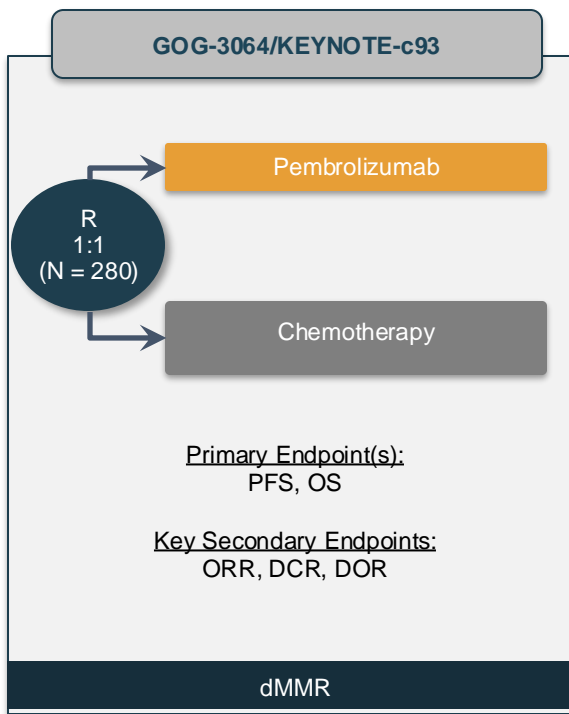 GOG-3064/KEYNOTE-c93
Pembrolizumab
R
1:1
(N = 280)
Chemotherapy
Primary Endpoint(s):
PFS, OS
Key Secondary Endpoints:
ORR, DCR, DOR
dMMR